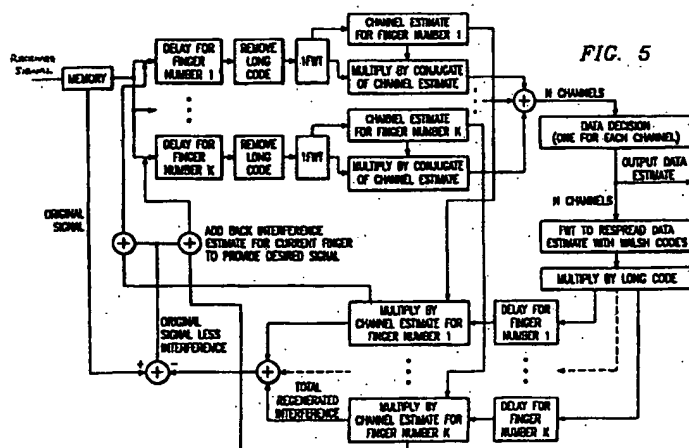 FIG. 5
RECEIVED
SIGNAL
MEMORY
DELAY FOR
FINGER
NUMBER 1
REMOVE
LONG
CODE
IFWT
CHANNEL ESTIMATE
FOR FINGER NUMBER 1
MULTIPLY BY CONJUGATE
OF CHANNEL ESTIMATE
DELAY FOR
FINGER
NUMBER K
REMOVE
LONG
CODE
IFWT
CHANNEL ESTIMATE
FOR FINGER NUMBER K
MULTIPLY BY CONJUGATE
OF CHANNEL ESTIMATE
+
N CHANNELS
DATA DECISION
(ONE FOR EACH CHANNEL)
OUTPUT DATA
ESTIMATE
N CHANNELS
FWT TO RESPREAD DATA
ESTIMATE WITH WALSH CODE'S
MULTIPLY BY LONG CODE
ORIGINAL
SIGNAL
+
+
ADD BACK INTERFERENCE
ESTIMATE FOR CURRENT FINGER
TO PROVIDE DESIRED SIGNAL
ORIGINAL
SIGNAL LESS
INTERFERENCE
+
+
−
+
TOTAL
REGENERATED
INTERFERENCE
MULTIPLY BY
CHANNEL ESTIMATE FOR
FINGER NUMBER 1
DELAY FOR
FINGER
NUMBER 1
MULTIPLY BY
CHANNEL ESTIMATE FOR
FINGER NUMBER K
DELAY FOR
FINGER
NUMBER K